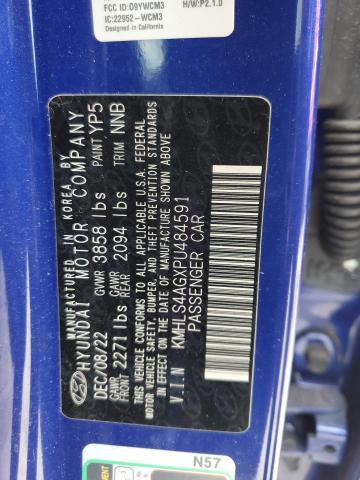 FCC ID:O9YWCM3
IC:22952-WCM3
Designed in California
H/W:P2.1.0
MADE IN KOREA BY
HYUNDAI MOTOR COMPANY
DEC/08/22 GVWR 3858 lbs PAINT YP5
GAWR FRONT 2271 lbs GAWR REAR 2094 lbs TRIM NNB
THIS VEHICLE CONFORMS TO ALL APPLICABLE U.S.A. FEDERAL
MOTOR VEHICLE SAFETY, BUMPER, AND THEFT PREVENTION
STANDARDS IN EFFECT ON THE DATE OF MANUFACTURE SHOWN ABOVE
V.I.N KMHLS4AGXPU484591
PASSENGER CAR
N57